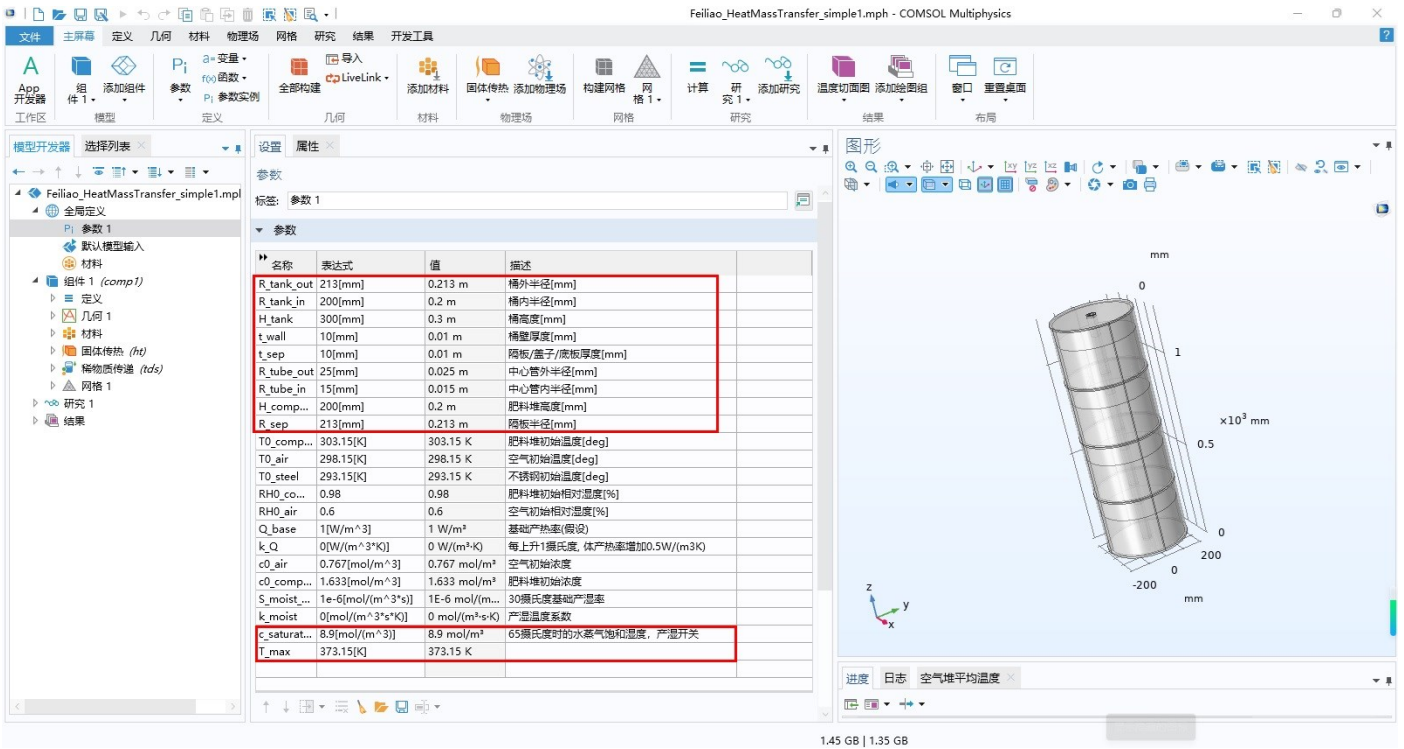 Feiliao_HeatMassTransfer_simple1.mph - COMSOL Multiphysics
文件 主屏幕 定义 几何 材料 物理场 网格 研究 结果 开发工具
App 开发器
组件 1
添加组件
Pi 参数
a= 变量
f(x) 函数
Pi 参数实例
全部构建
导入
LiveLink
添加材料
固体传热
添加物理场
构建网格
网格 1
计算
研究 1
添加研究
温度切面图
添加绘图组
窗口
重置桌面
工作区 模型 定义 几何 材料 物理场 网格 研究 结果 布局
模型开发器 选择列表
Feiliao_HeatMassTransfer_simple1.mpl
全局定义
Pi 参数 1
默认模型输入
材料
组件 1 (comp1)
定义
几何 1
材料
固体传热 (ht)
稀物质传递 (tds)
网格 1
研究 1
结果
设置 属性
参数
标签: 参数 1
参数
名称 表达式 值 描述
R_tank_out 213[mm] 0.213 m 桶外半径[mm]
R_tank_in 200[mm] 0.2 m 桶内半径[mm]
H_tank 300[mm] 0.3 m 桶高度[mm]
t_wall 10[mm] 0.01 m 桶壁厚度[mm]
t_sep 10[mm] 0.01 m 隔板/盖子/底板厚度[mm]
R_tube_out 25[mm] 0.025 m 中心管外半径[mm]
R_tube_in 15[mm] 0.015 m 中心管内半径[mm]
H_comp... 200[mm] 0.2 m 肥料堆高度[mm]
R_sep 213[mm] 0.213 m 隔板半径[mm]
T0_comp... 303.15[K] 303.15 K 肥料堆初始温度[deg]
T0_air 298.15[K] 298.15 K 空气初始温度[deg]
T0_steel 293.15[K] 293.15 K 不锈钢初始温度[deg]
RH0_co... 0.98 0.98 肥料堆初始相对湿度[%]
RH0_air 0.6 0.6 空气初始相对湿度[%]
Q_base 1[W/m^3] 1 W/m³ 基础产热率(假设)
k_Q 0[W/(m^3*K)] 0 W/(m³·K) 每上升1摄氏度, 体产热率增加0.5W/(m3K)
c0_air 0.767[mol/m^3] 0.767 mol/m³ 空气初始浓度
c0_comp... 1.633[mol/m^3] 1.633 mol/m³ 肥料堆初始浓度
S_moist_... 1e-6[mol/(m^3*s)] 1E-6 mol/(m... 30摄氏度基础产湿率
k_moist 0[mol/(m^3*s*K)] 0 mol/(m³·s·K) 产湿温度系数
c_saturat... 8.9[mol/(m^3)] 8.9 mol/m³ 65摄氏度时的水蒸气饱和湿度，产湿开关
T_max 373.15[K] 373.15 K
图形
xy yz xz
mm
0
1
×10³ mm
0.5
0
200
0
-200
mm
z
y
x
进度 日志 空气堆平均温度
1.45 GB | 1.35 GB